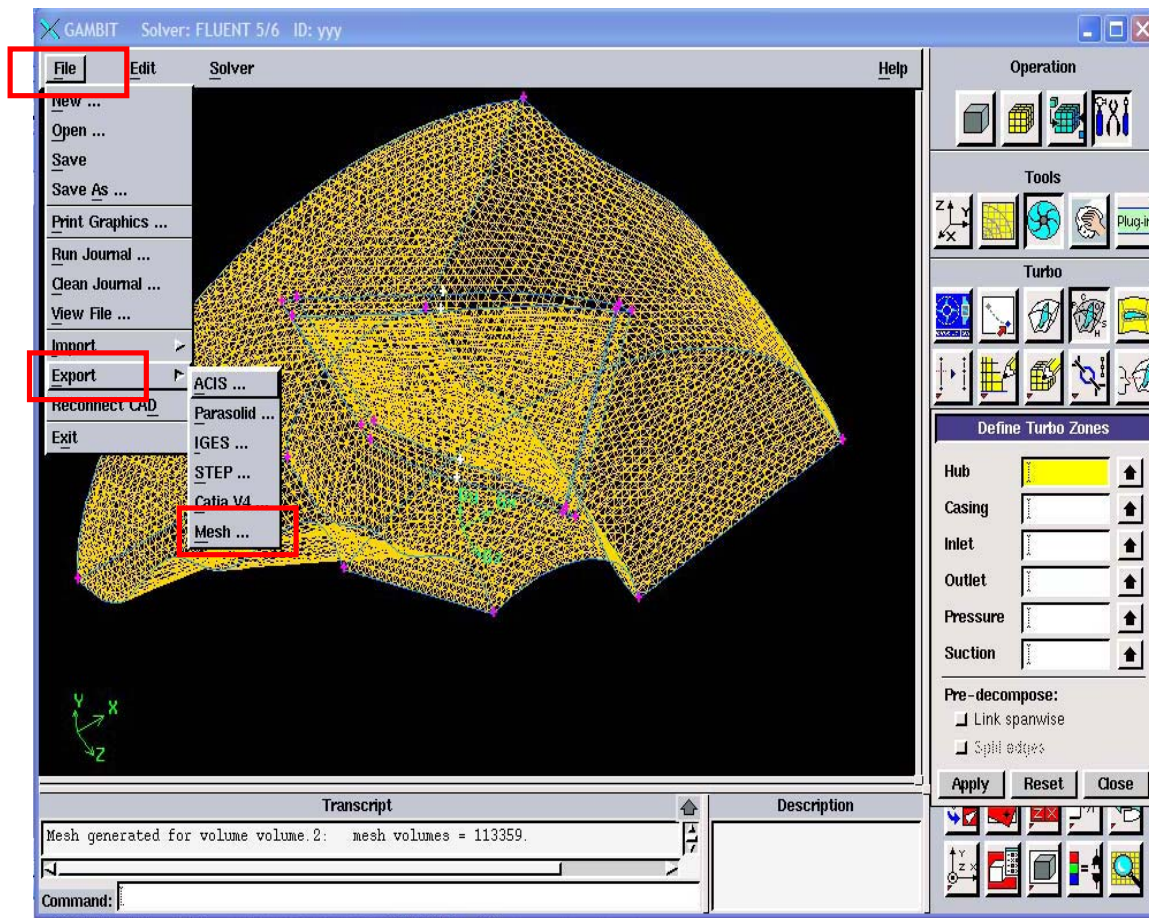 GAMBIT Solver: FLUENT 5/6 ID: yyy
File Edit Solver Help
New ...
Open ...
Save
Save As ...
Print Graphics ...
Run Journal ...
Clean Journal ...
View File ...
Import
Export
Reconnect CAD
Exit
ACIS ...
Parasolid ...
IGES ...
STEP ...
Catia V4 ...
Mesh ...
Y
X
Z
Operation
Tools
Z Y
X
Plug-in
Turbo
Define Turbo Zones
Hub
Casing
Inlet
Outlet
Pressure
Suction
Pre-decompose:
Link spanwise
Split edges
Apply Reset Close
Transcript
Mesh generated for volume volume.2: mesh volumes = 113359.
Command:
Description